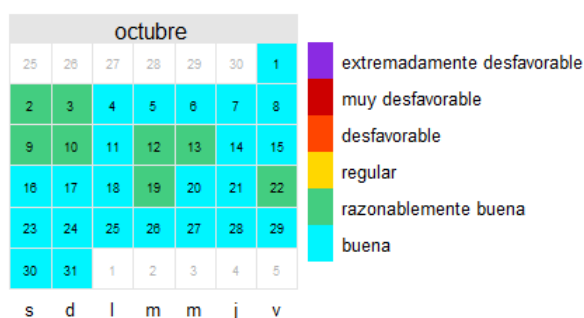 octubre
25 26 27 28 29 30 1
2 3 4 5 6 7 8
9 10 11 12 13 14 15
16 17 18 19 20 21 22
23 24 25 26 27 28 29
30 31 1 2 3 4 5
s d l m m j v
extremadamente desfavorable
muy desfavorable
desfavorable
regular
razonablemente buena
buena